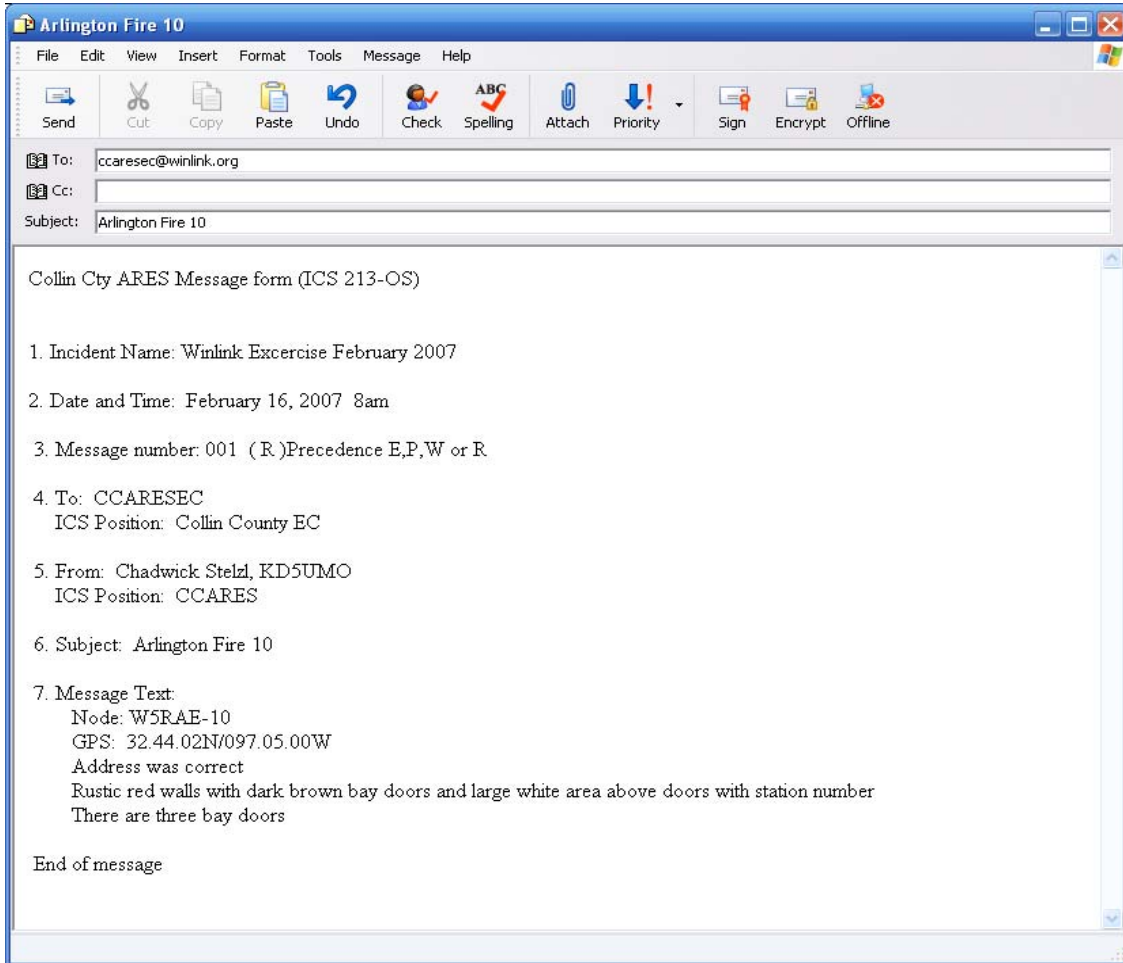 Arlington Fire 10
File Edit View Insert Format Tools Message Help
Send Cut Copy Paste Undo Check Spelling Attach Priority Sign Encrypt Offline
ABC
To: ccaresec@winlink.org
Cc:
Subject: Arlington Fire 10
Collin Cty ARES Message form (ICS 213-OS)
1. Incident Name: Winlink Excercise February 2007
2. Date and Time: February 16, 2007 8am
3. Message number: 001 ( R )Precedence E,P,W or R
4. To: CCARESEC
ICS Position: Collin County EC
5. From: Chadwick Stelzl, KD5UMO
ICS Position: CCARES
6. Subject: Arlington Fire 10
7. Message Text:
Node: W5RAE-10
GPS: 32.44.02N/097.05.00W
Address was correct
Rustic red walls with dark brown bay doors and large white area above doors with station number
There are three bay doors
End of message